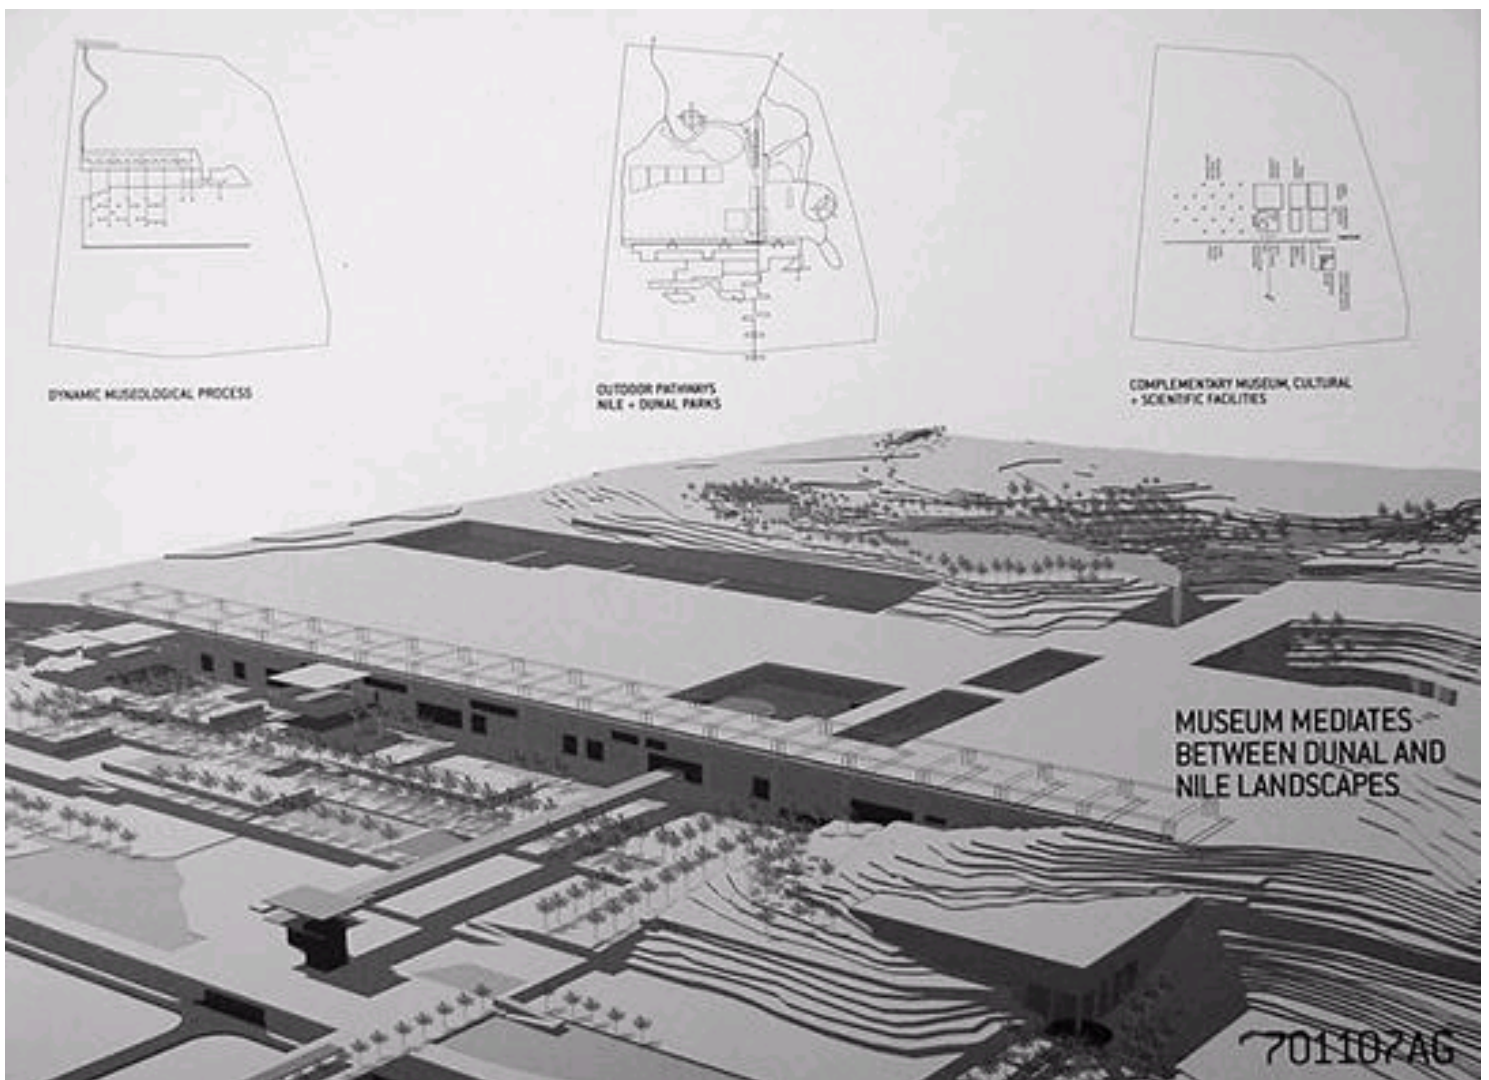 DYNAMIC MUSEOLOGICAL PROCESS
OUTDOOR PATHWAYS
NILE + DUNAL PARKS
COMPLEMENTARY MUSEUM, CULTURAL
+ SCIENTIFIC FACILITIES
MUSEUM MEDIATES
BETWEEN DUNAL AND
NILE LANDSCAPES
701107AG